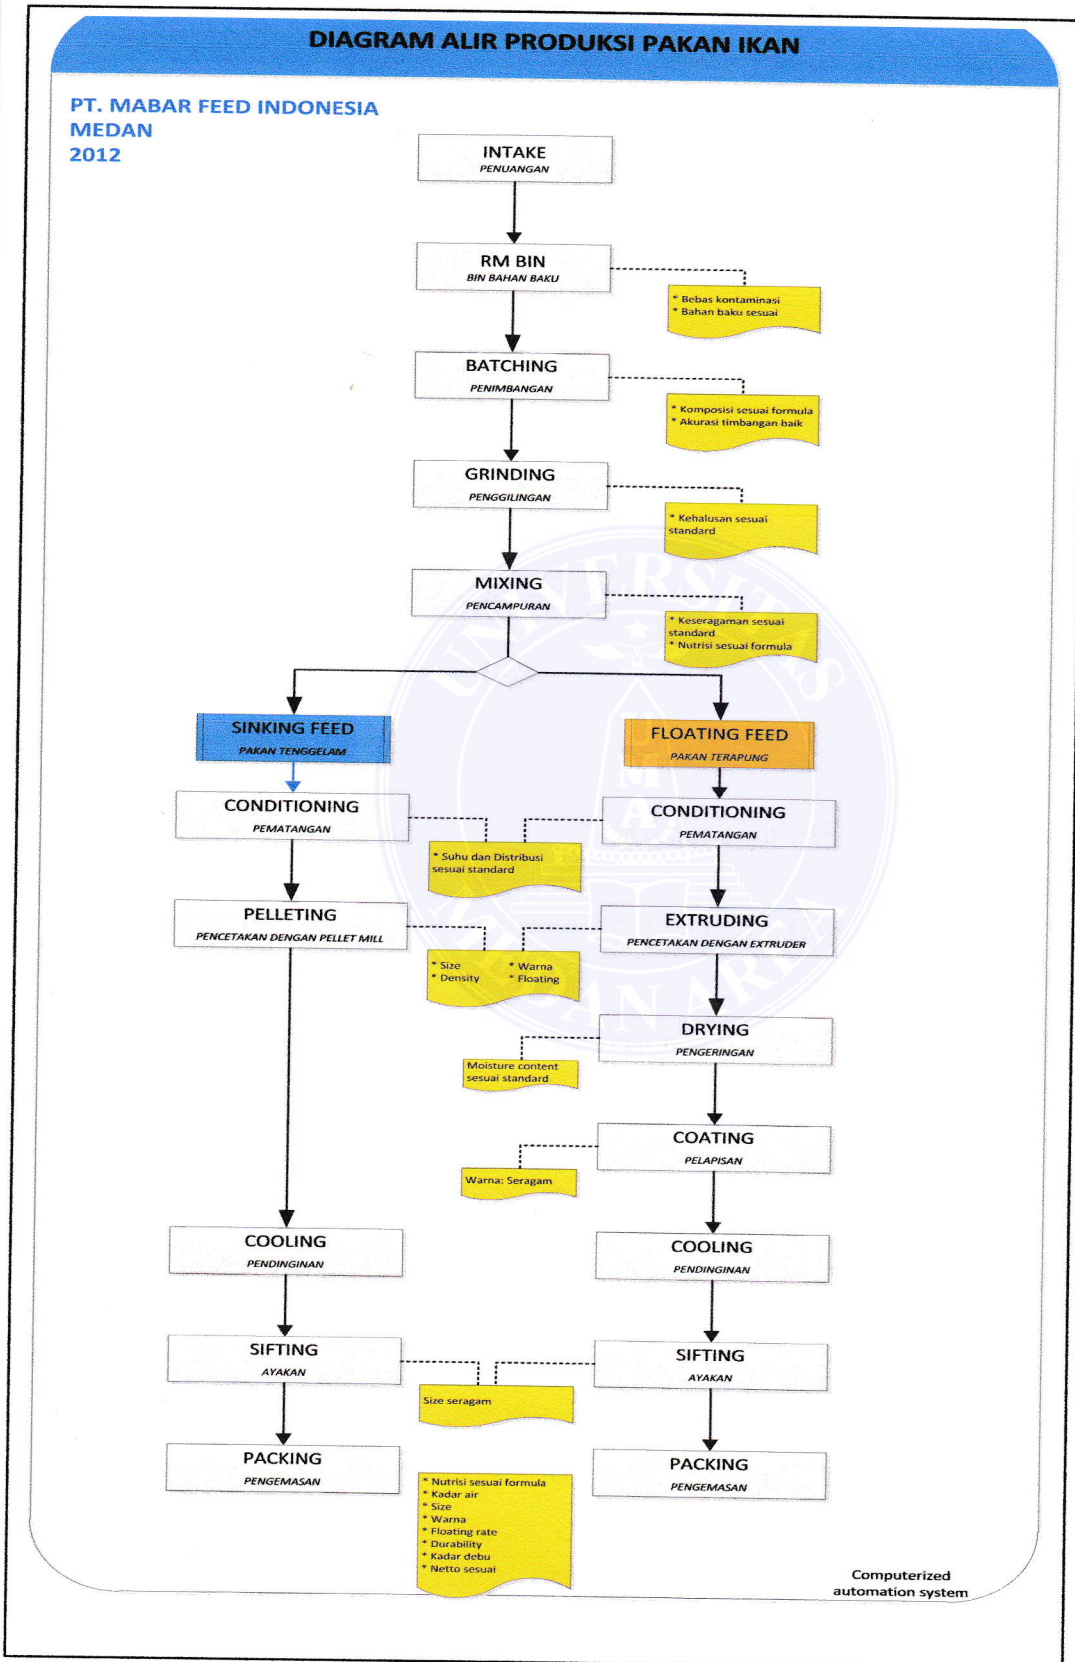 DIAGRAM ALIR PRODUKSI PAKAN IKAN
PT. MABAR FEED INDONESIA
MEDAN
2012
INTAKE
PENUANGAN
RM BIN
BIN BAHAN BAKU
* Bebas kontaminasi
* Bahan baku sesuai
BATCHING
PENIMBANGAN
* Komposisi sesuai formula
* Akurasi timbangan baik
GRINDING
PENGGILINGAN
* Kehalusan sesuai
standard
MIXING
PENCAMPURAN
* Keseragaman sesuai
standard
* Nutrisi sesuai formula
SINKING FEED
PAKAN TENGGELAM
FLOATING FEED
PAKAN TERAPUNG
CONDITIONING
PEMATANGAN
CONDITIONING
PEMATANGAN
* Suhu dan Distribusi
sesuai standard
PELLETING
PENCETAKAN DENGAN PELLET MILL
EXTRUDING
PENCETAKAN DENGAN EXTRUDER
* Size * Warna
* Density * Floating
DRYING
PENGERINGAN
Moisture content
sesuai standard
COATING
PELAPISAN
Warna: Seragam
COOLING
PENDINGINAN
COOLING
PENDINGINAN
SIFTING
AYAKAN
SIFTING
AYAKAN
Size seragam
PACKING
PENGEMASAN
PACKING
PENGEMASAN
* Nutrisi sesuai formula
* Kadar air
* Size
* Warna
* Floating rate
* Durability
* Kadar debu
* Netto sesuai
Computerized
automation system
UNIVERSITAS
MEDAN AREA
UMA